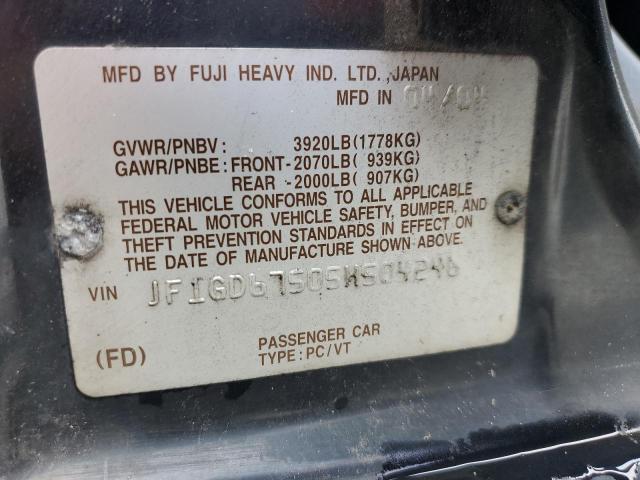 MFD BY FUJI HEAVY IND. LTD., JAPAN
MFD IN 04/04
GVWR/PNBV: 3920LB(1778KG)
GAWR/PNBE: FRONT-2070LB( 939KG)
REAR -2000LB( 907KG)
THIS VEHICLE CONFORMS TO ALL APPLICABLE
FEDERAL MOTOR VEHICLE SAFETY, BUMPER, AND
THEFT PREVENTION STANDARDS IN EFFECT ON
THE DATE OF MANUFACTURE SHOWN ABOVE.
VIN JF1GD67505H504246
(FD) PASSENGER CAR
TYPE: PC/VT